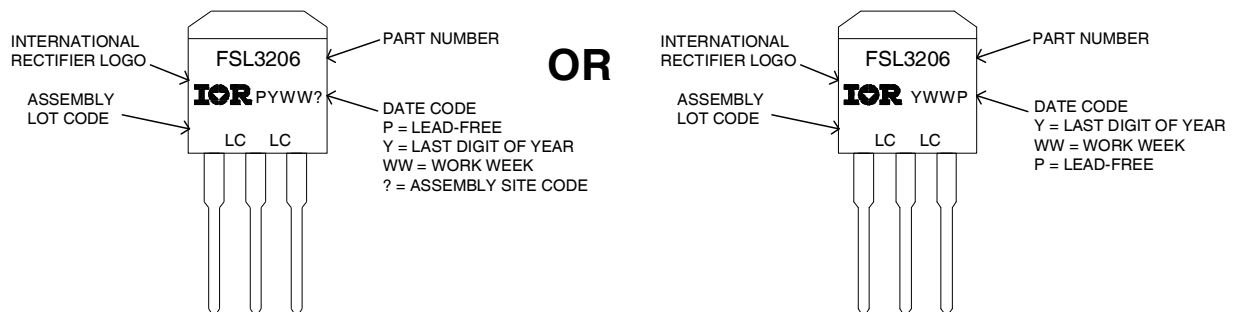 INTERNATIONAL
RECTIFIER LOGO
ASSEMBLY
LOT CODE
FSL3206
IOR PYWW?
LC LC
PART NUMBER
DATE CODE
P = LEAD-FREE
Y = LAST DIGIT OF YEAR
WW = WORK WEEK
? = ASSEMBLY SITE CODE
OR
INTERNATIONAL
RECTIFIER LOGO
ASSEMBLY
LOT CODE
FSL3206
IOR YWWP
LC LC
PART NUMBER
DATE CODE
Y = LAST DIGIT OF YEAR
WW = WORK WEEK
P = LEAD-FREE